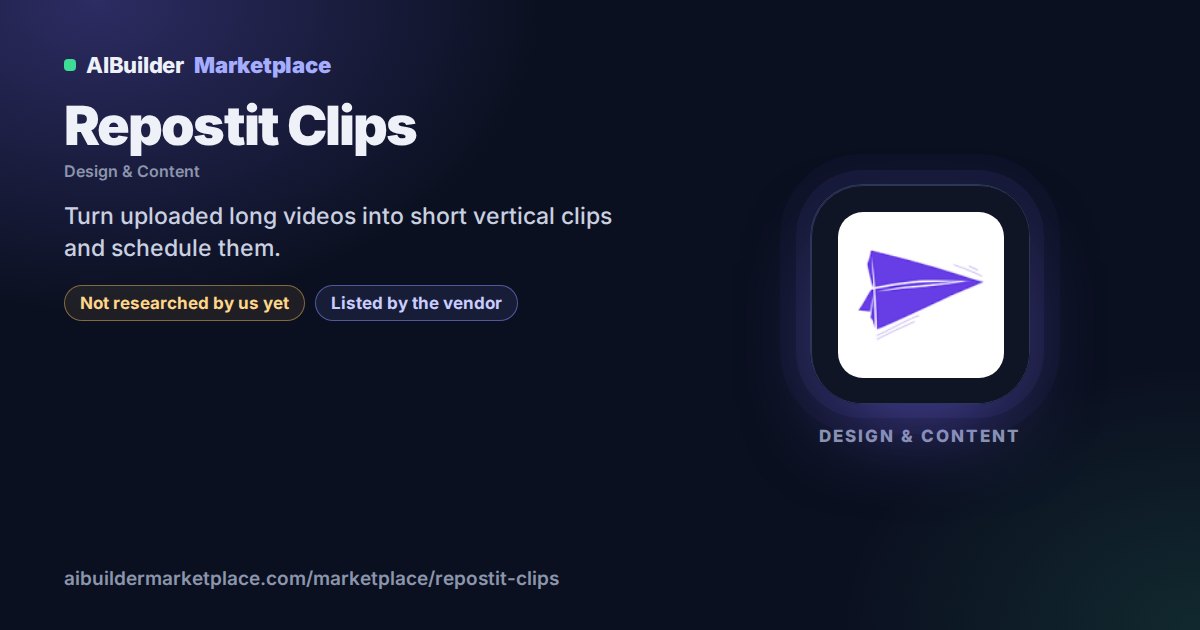 AIBuilder Marketplace
Repostit Clips
Design & Content
Turn uploaded long videos into short vertical clips
and schedule them.
Not researched by us yet
Listed by the vendor
DESIGN & CONTENT
aibuildermarketplace.com/marketplace/repostit-clips